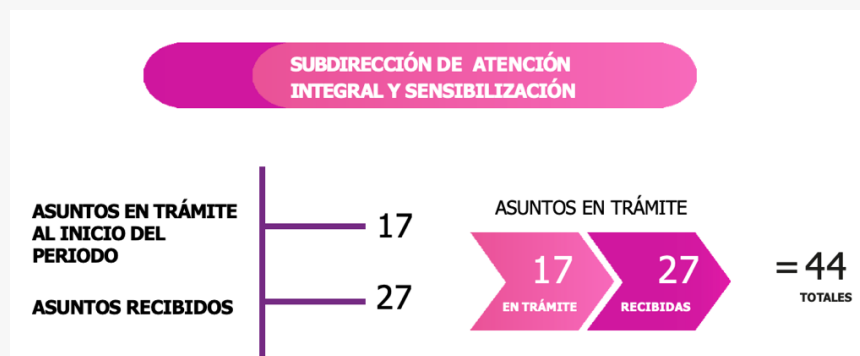 SUBDIRECCIÓN DE ATENCIÓN
INTEGRAL Y SENSIBILIZACIÓN
ASUNTOS EN TRÁMITE
AL INICIO DEL
PERIODO
17
ASUNTOS RECIBIDOS
27
ASUNTOS EN TRÁMITE
17
EN TRÁMITE
27
RECIBIDAS
= 44
TOTALES